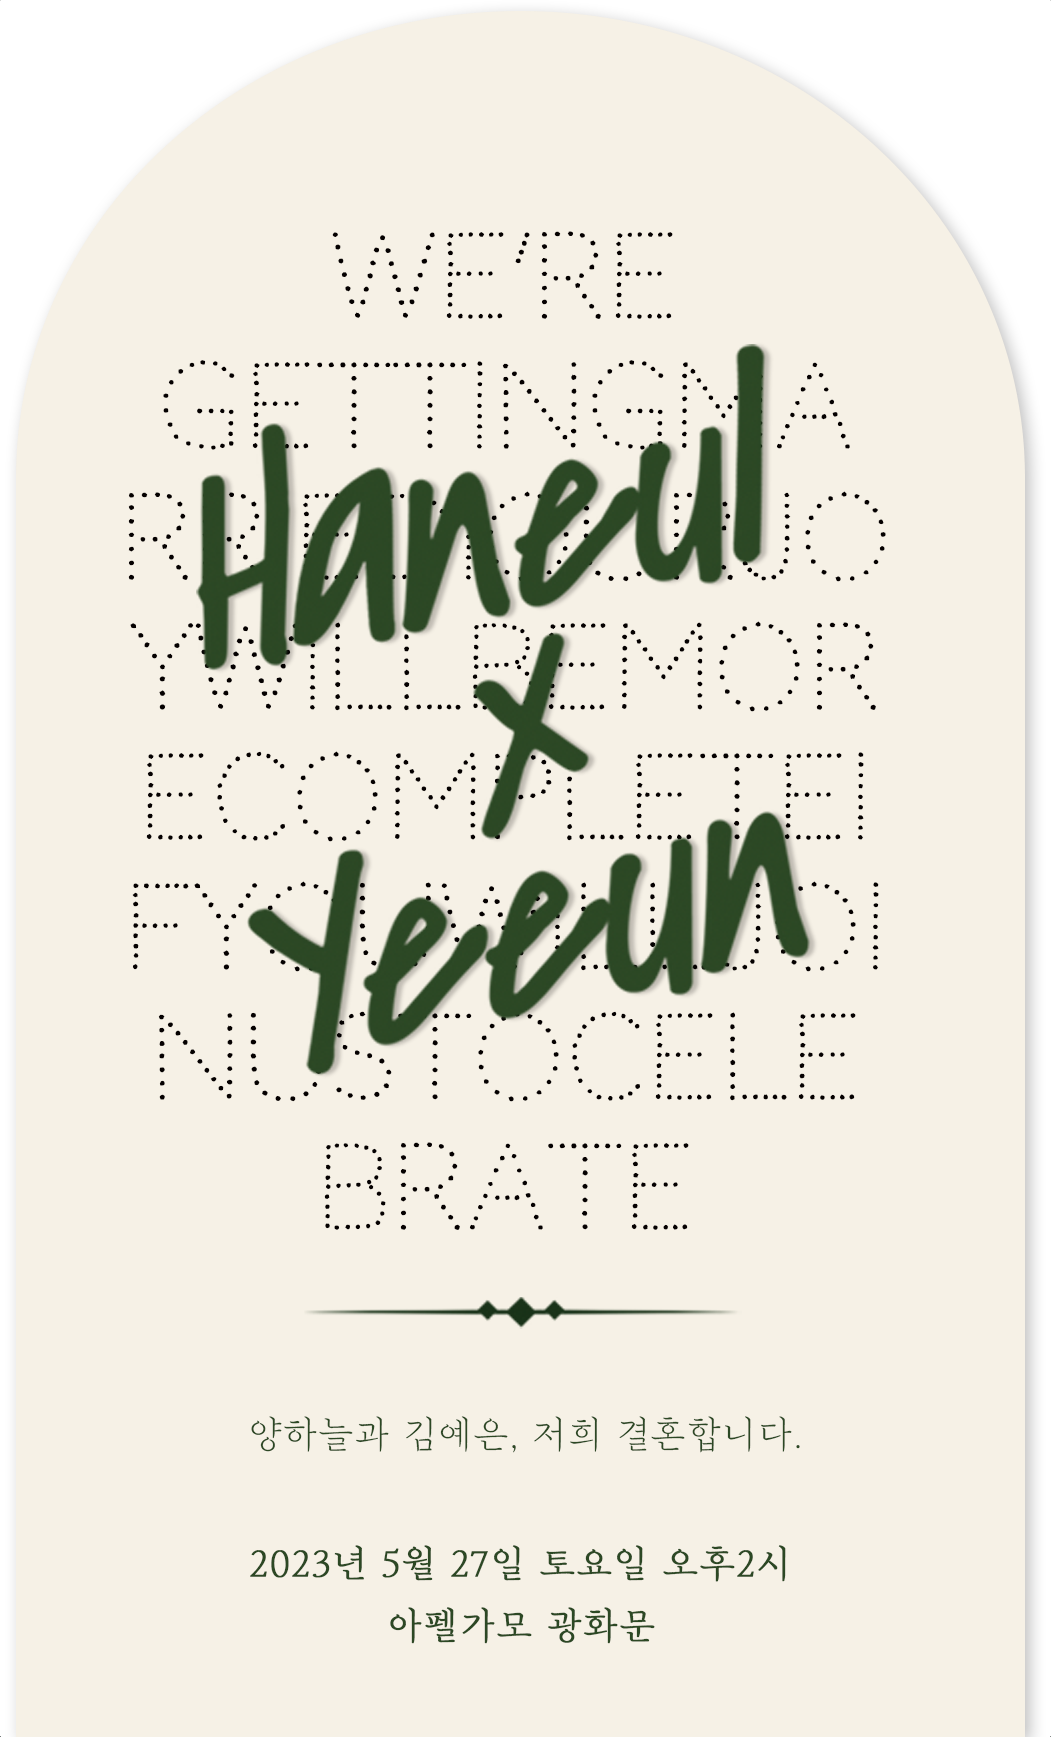 WE'RE
GETTINGMA
Haneul
YWILLBEMOR
X
ECOMPLETEI
Yeeun
NUSTOCELE
BRATE
양하늘과 김예은, 저희 결혼합니다.
2023년 5월 27일 토요일 오후2시
아펠가모 광화문